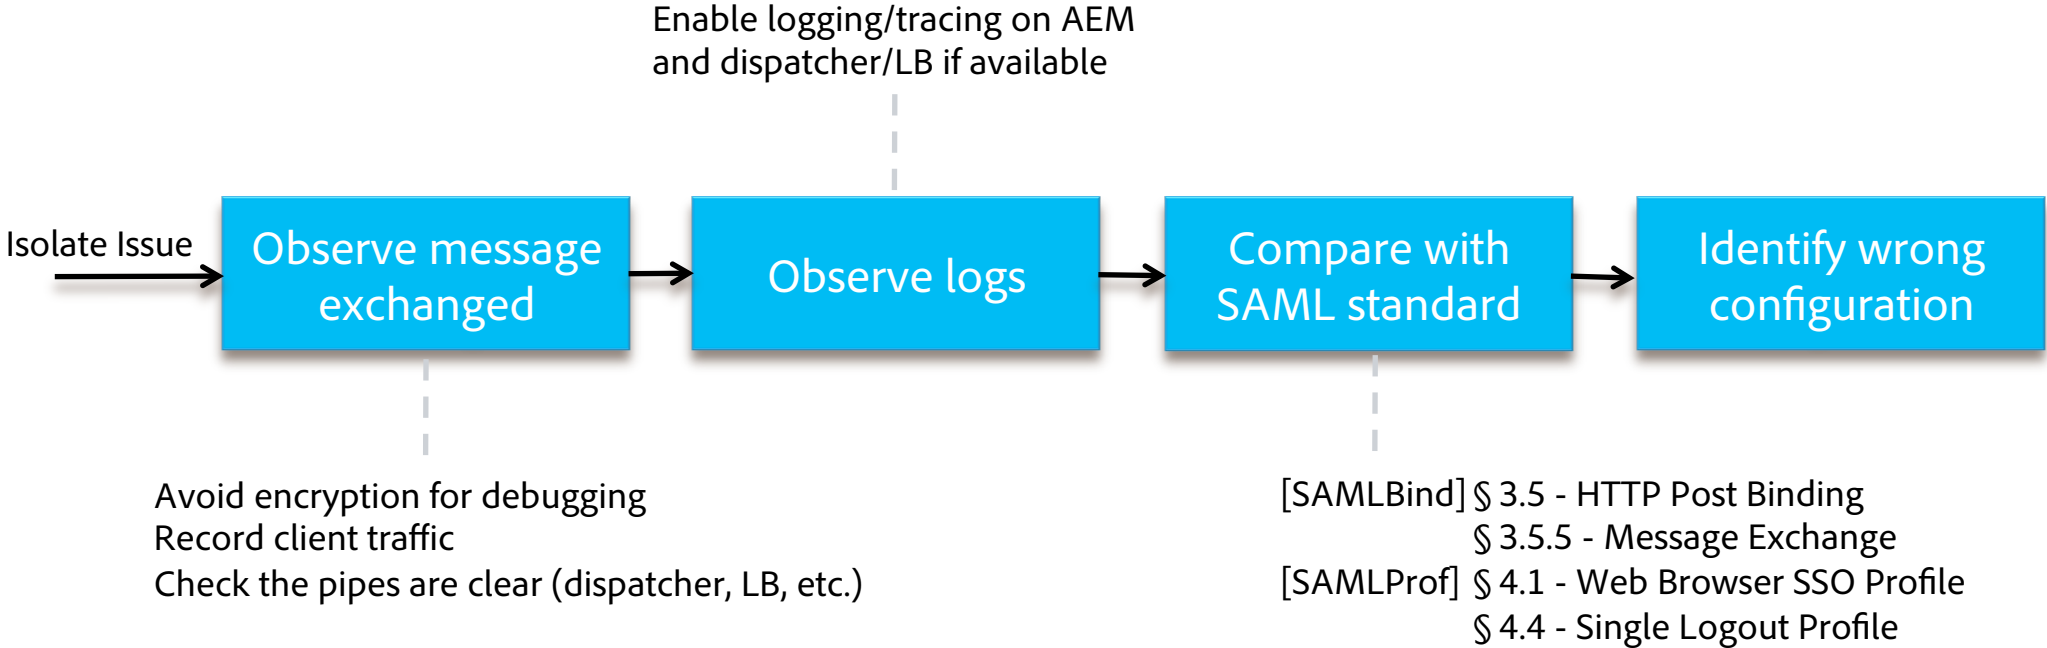 Enable logging/tracing on AEM
and dispatcher/LB if available
Isolate Issue
Observe message
exchanged
Observe logs
Compare with
SAML standard
Identify wrong
configuration
Avoid encryption for debugging
Record client traffic
Check the pipes are clear (dispatcher, LB, etc.)
[SAMLBind] § 3.5 - HTTP Post Binding
§ 3.5.5 - Message Exchange
[SAMLProf] § 4.1 - Web Browser SSO Profile
§ 4.4 - Single Logout Profile